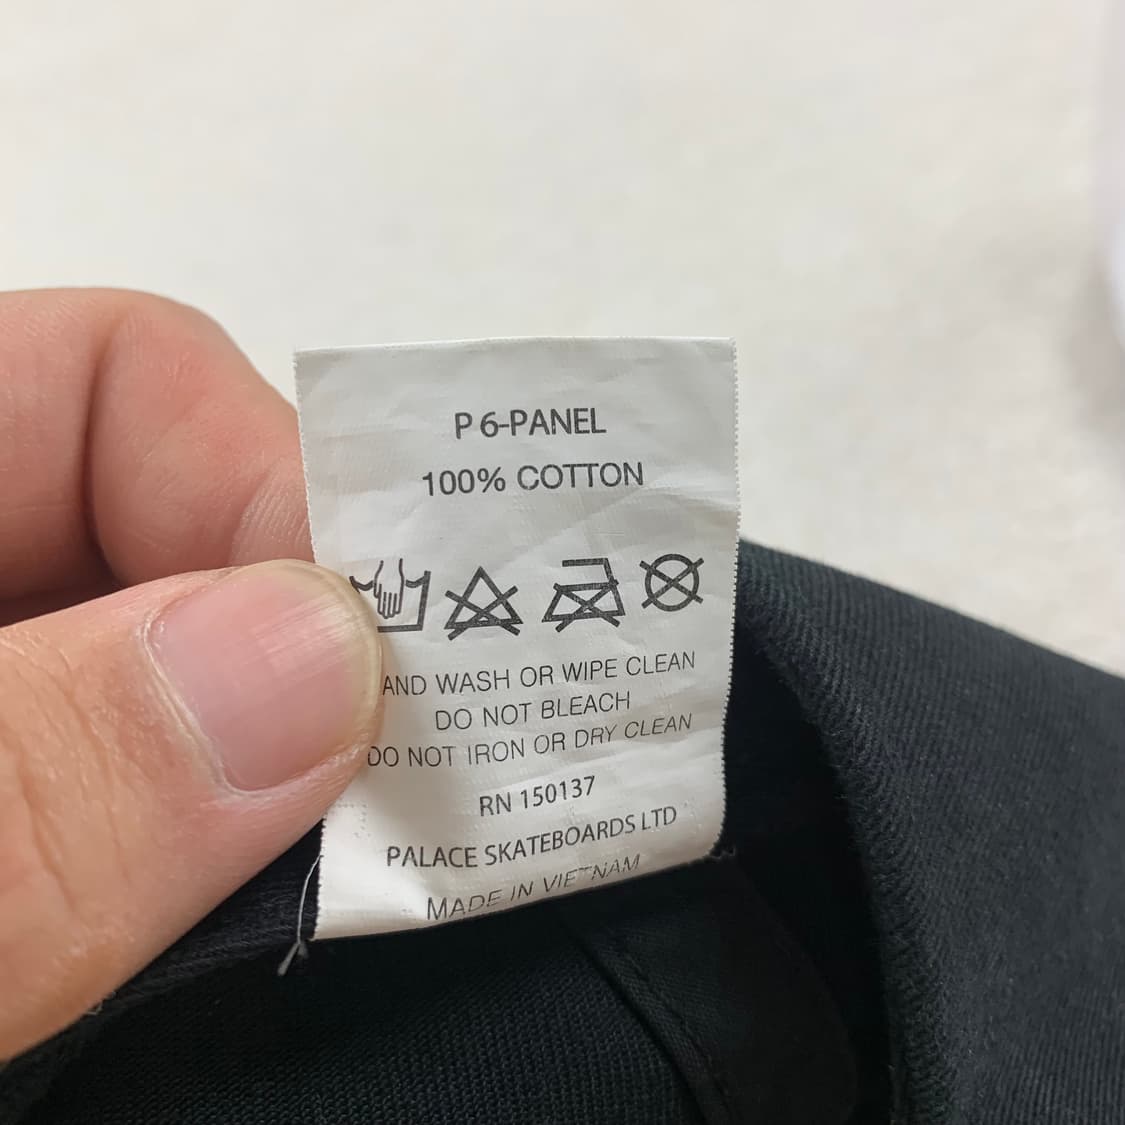 P 6-PANEL
100% COTTON
AND WASH OR WIPE CLEAN
DO NOT BLEACH
DO NOT IRON OR DRY CLEAN
RN 150137
PALACE SKATEBOARDS LTD
MADE IN VIETNAM